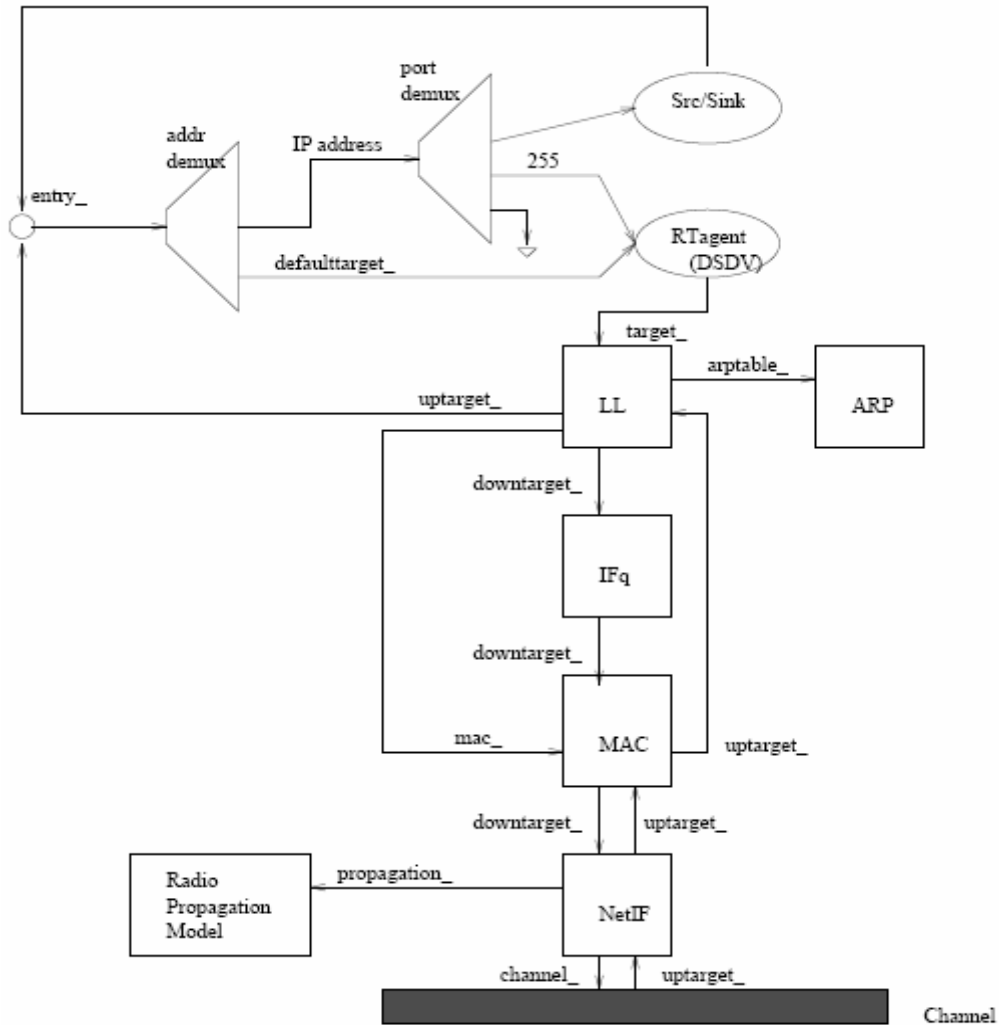 port
demux
Src/Sink
addr
demux
IP address
255
entry_
RTagent
(DSDV)
defaulttarget_
target_
arptable_
uptarget_
LL
ARP
downtarget_
IFq
downtarget_
mac_
MAC
uptarget_
downtarget_
uptarget_
propagation_
Radio
Propagation
Model
NetIF
channel_
uptarget_
Channel